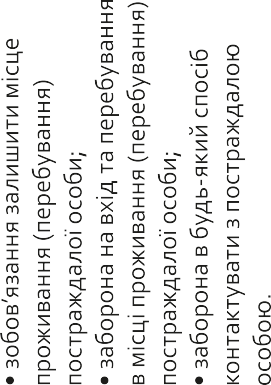 • зобов’язання залишити місце
проживання (перебування)
постраждалої особи;
• заборона на вхід та перебування
в місці проживання (перебування)
постраждалої особи;
• заборона в будь-який спосіб
контактувати з постраждалою
особою.